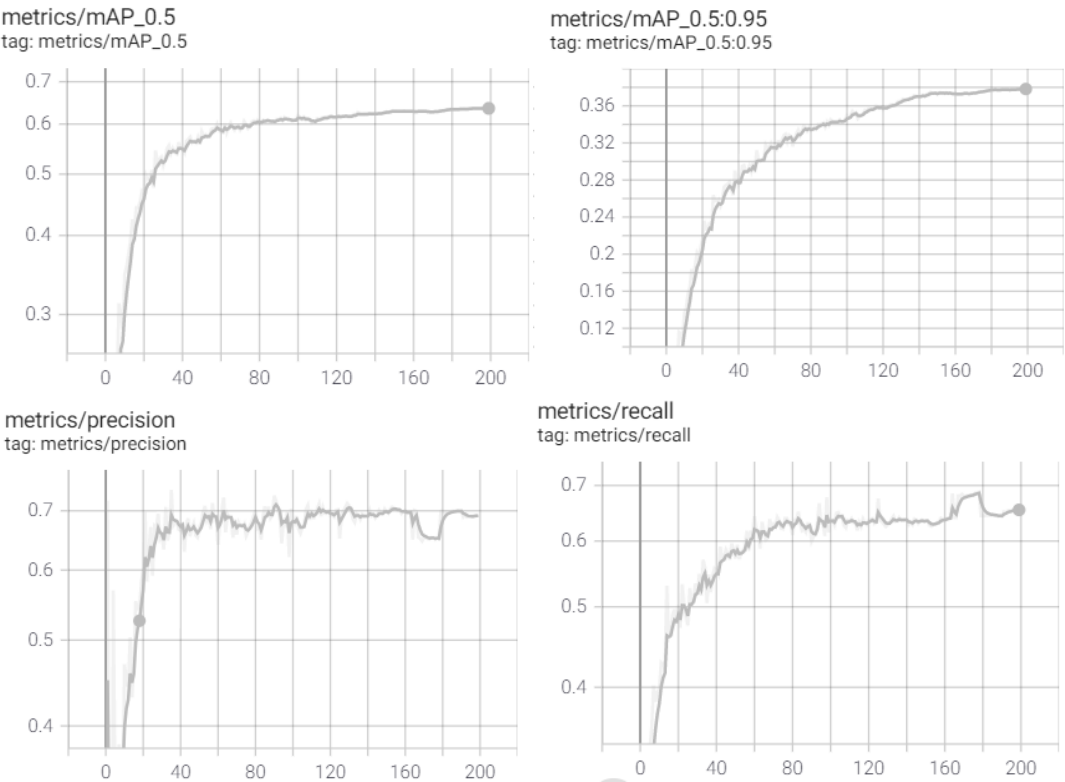 metrics/mAP_0.5
tag: metrics/mAP_0.5
0.7
0.6
0.5
0.4
0.3
0 40 80 120 160 200
metrics/mAP_0.5:0.95
tag: metrics/mAP_0.5:0.95
0.36
0.32
0.28
0.24
0.2
0.16
0.12
0 40 80 120 160 200
metrics/precision
tag: metrics/precision
0.7
0.6
0.5
0.4
0 40 80 120 160 200
metrics/recall
tag: metrics/recall
0.7
0.6
0.5
0.4
0 40 80 120 160 200